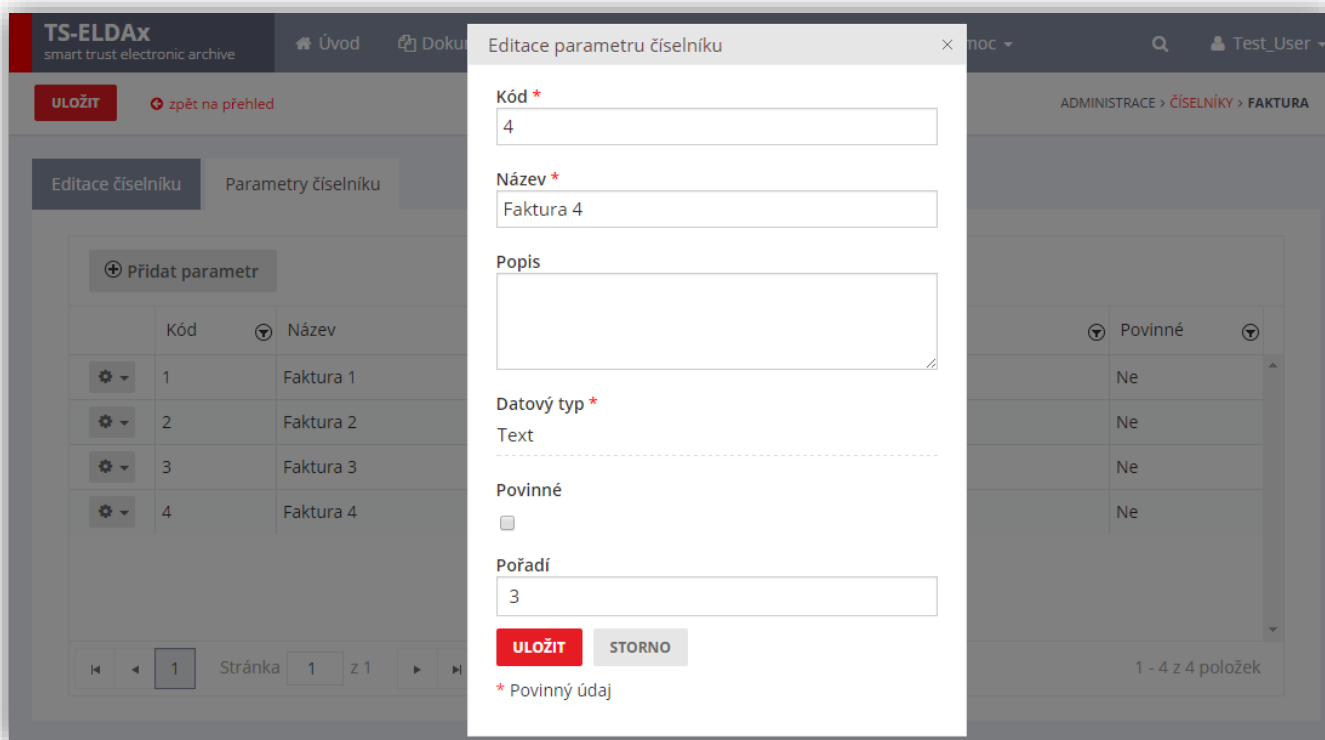 TS-ELDAx
smart trust electronic archive
Úvod
Doku
moc
Test_User
ULOŽIT
zpět na přehled
ADMINISTRACE > ČÍSELNÍKY > FAKTURA
Editace číselníku
Parametry číselníku
Přidat parametr
Kód
Název
Povinné
1
Faktura 1
Ne
2
Faktura 2
Ne
3
Faktura 3
Ne
4
Faktura 4
Ne
1
Stránka 1 z 1
1 - 4 z 4 položek
Editace parametru číselníku
Kód *
4
Název *
Faktura 4
Popis
Datový typ *
Text
Povinné
Pořadí
3
ULOŽIT
STORNO
* Povinný údaj